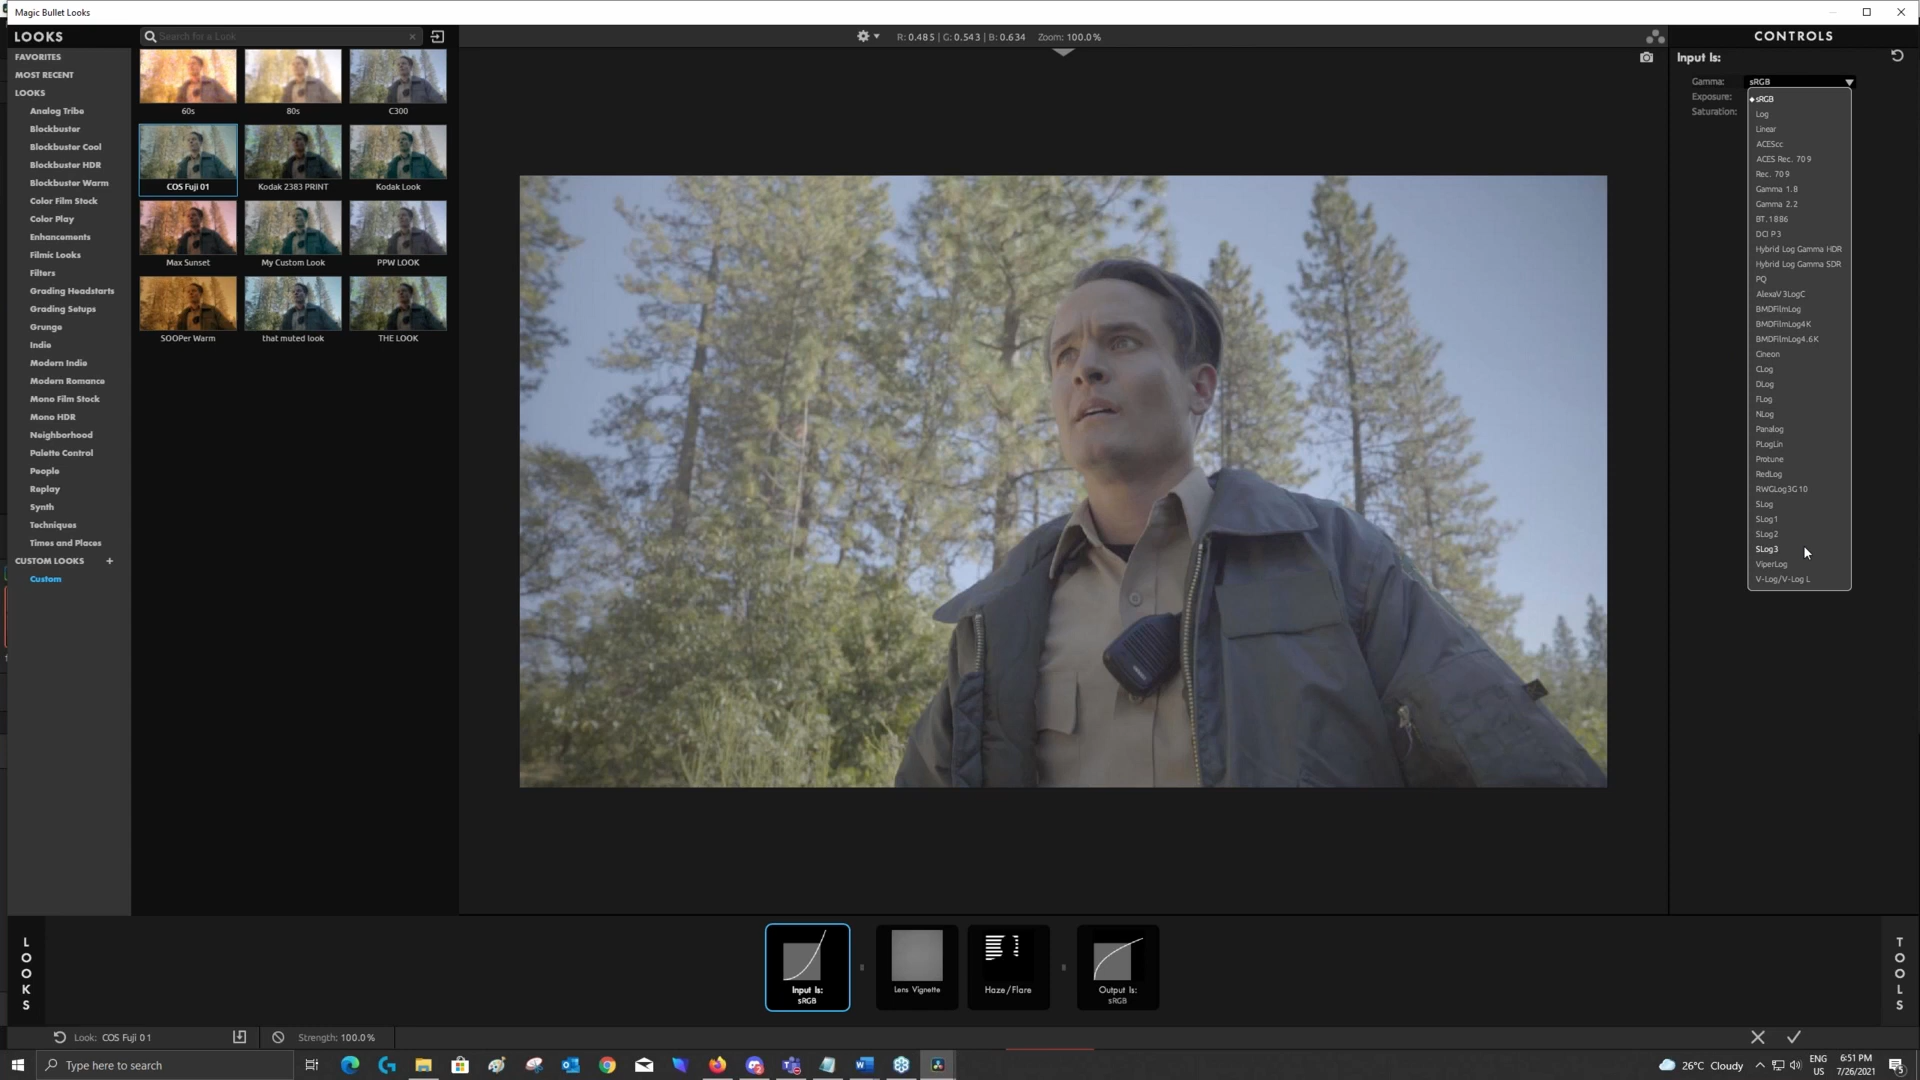 Magic Bullet Looks
LOOKS
Search for a Look
R: 0.485 | G: 0.543 | B: 0.634 Zoom: 100.0%
CONTROLS
FAVORITES
MOST RECENT
LOOKS
Analog Tribe
Blockbuster
Blockbuster Cool
Blockbuster HDR
Blockbuster Warm
Color Film Stock
Color Play
Enhancements
Filmic Looks
Filters
Grading Headstarts
Grading Setups
Grunge
Indie
Modern Indie
Modern Romance
Mono Film Stock
Mono HDR
Neighborhood
Palette Control
People
Replay
Synth
Techniques
Times and Places
CUSTOM LOOKS +
Custom
60s 80s C300
COS Fuji 01 Kodak 2383 PRINT Kodak Look
Max Sunset My Custom Look PPW LOOK
SOOPer Warm that muted look THE LOOK
Input Is:
Gamma: sRGB
Exposure:
Saturation:
sRGB
Log
Linear
ACEScc
ACES Rec. 709
Rec. 709
Gamma 1.8
Gamma 2.2
BT.1886
DCI P3
Hybrid Log Gamma HDR
Hybrid Log Gamma SDR
PQ
AlexaV3LogC
BMDFilmLog
BMDFilmLog4K
BMDFilmLog4.6K
Cineon
CLog
DLog
FLog
NLog
Panalog
PLogLin
Protune
RedLog
RWGLog3G10
SLog
SLog1
SLog2
SLog3
ViperLog
V-Log/V-Log L
LOOKS
Input Is:
sRGB
Lens Vignette
Haze/Flare
Output Is:
sRGB
TOOLS
Look: COS Fuji 01
Strength: 100.0%
Type here to search
26°C Cloudy
ENG
US
6:51 PM
7/26/2021
5